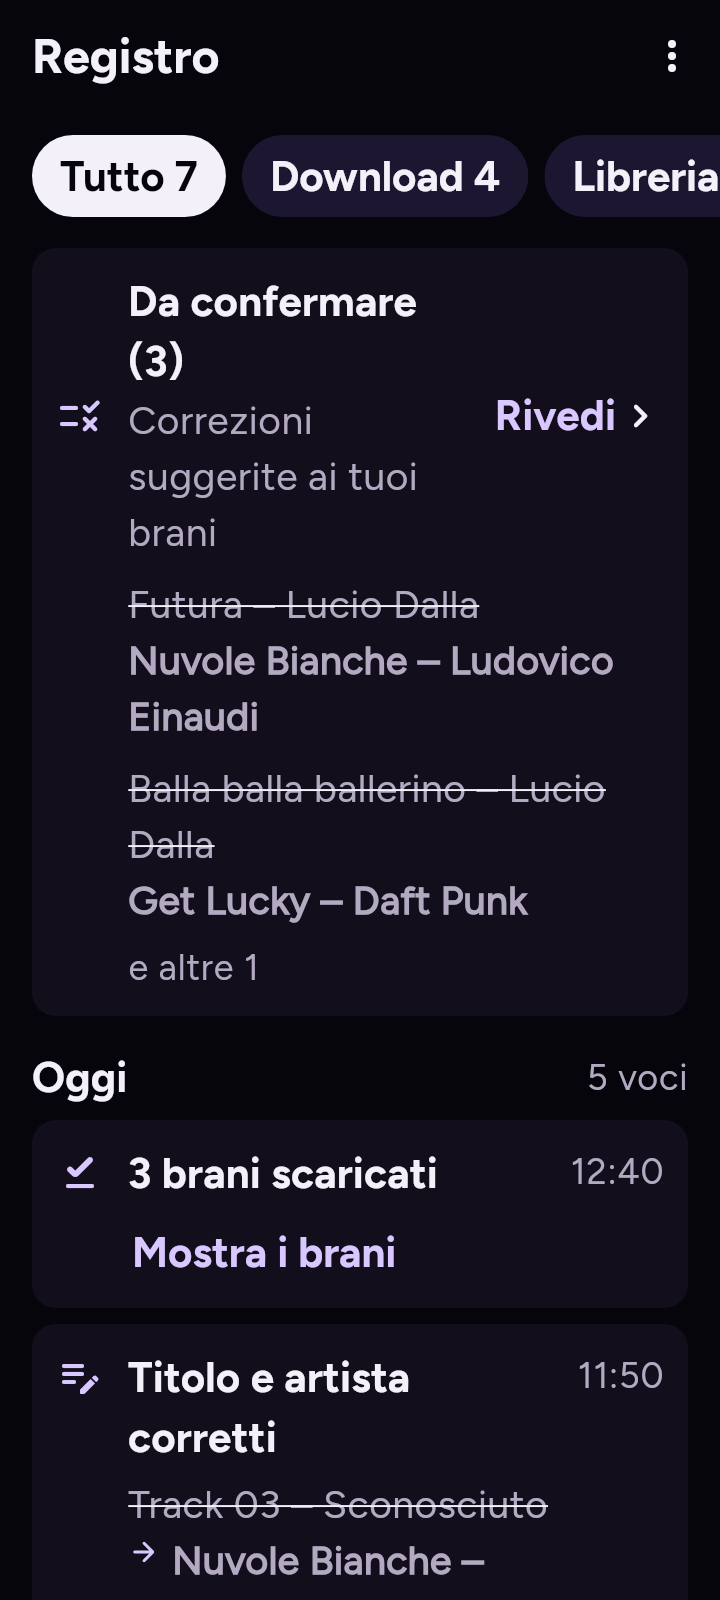 Registro
Tutto 7
Download 4
Libreria
Da confermare
(3)
Correzioni
suggerite ai tuoi
brani
Rivedi
Futura – Lucio Dalla
Nuvole Bianche – Ludovico
Einaudi
Balla balla ballerino – Lucio
Dalla
Get Lucky – Daft Punk
e altre 1
Oggi
5 voci
3 brani scaricati
12:40
Mostra i brani
Titolo e artista
corretti
11:50
Track 03 – Sconosciuto
Nuvole Bianche –